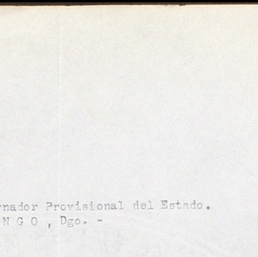 rnador Provisional del Estado.
N G O , Dgo. -